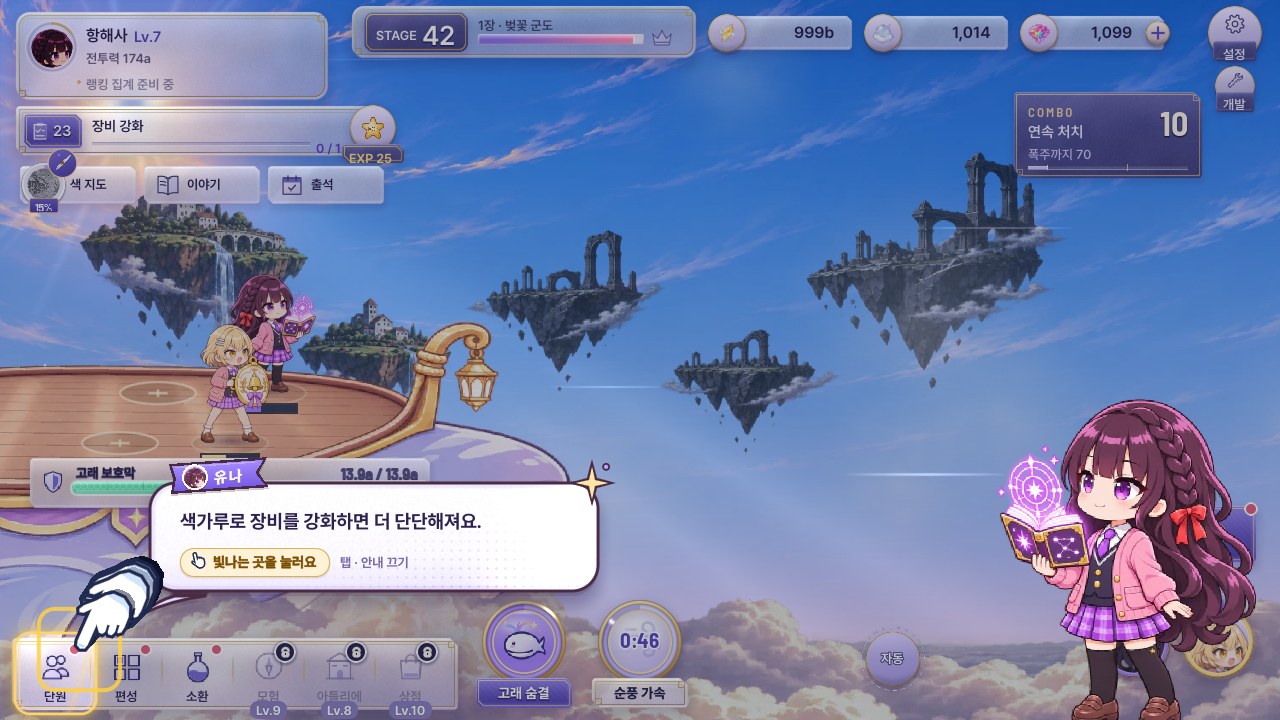 항해사 Lv.7
전투력 174a
* 랭킹 집계 준비 중
STAGE 42
1장 · 벚꽃 군도
999b
1,014
1,099
설정
개발
23
장비 강화
0 / 1
EXP 25
색 지도
15%
이야기
출석
COMBO
연속 처치
10
폭주까지 70
고래 보호막
13.9a / 13.9a
유나
색가루로 장비를 강화하면 더 단단해져요.
빛나는 곳을 눌러요
탭 · 안내 끄기
단원
편성
소환
모험
Lv.9
아틀리에
Lv.8
상점
Lv.10
고래 숨결
0:46
순풍 가속
자동